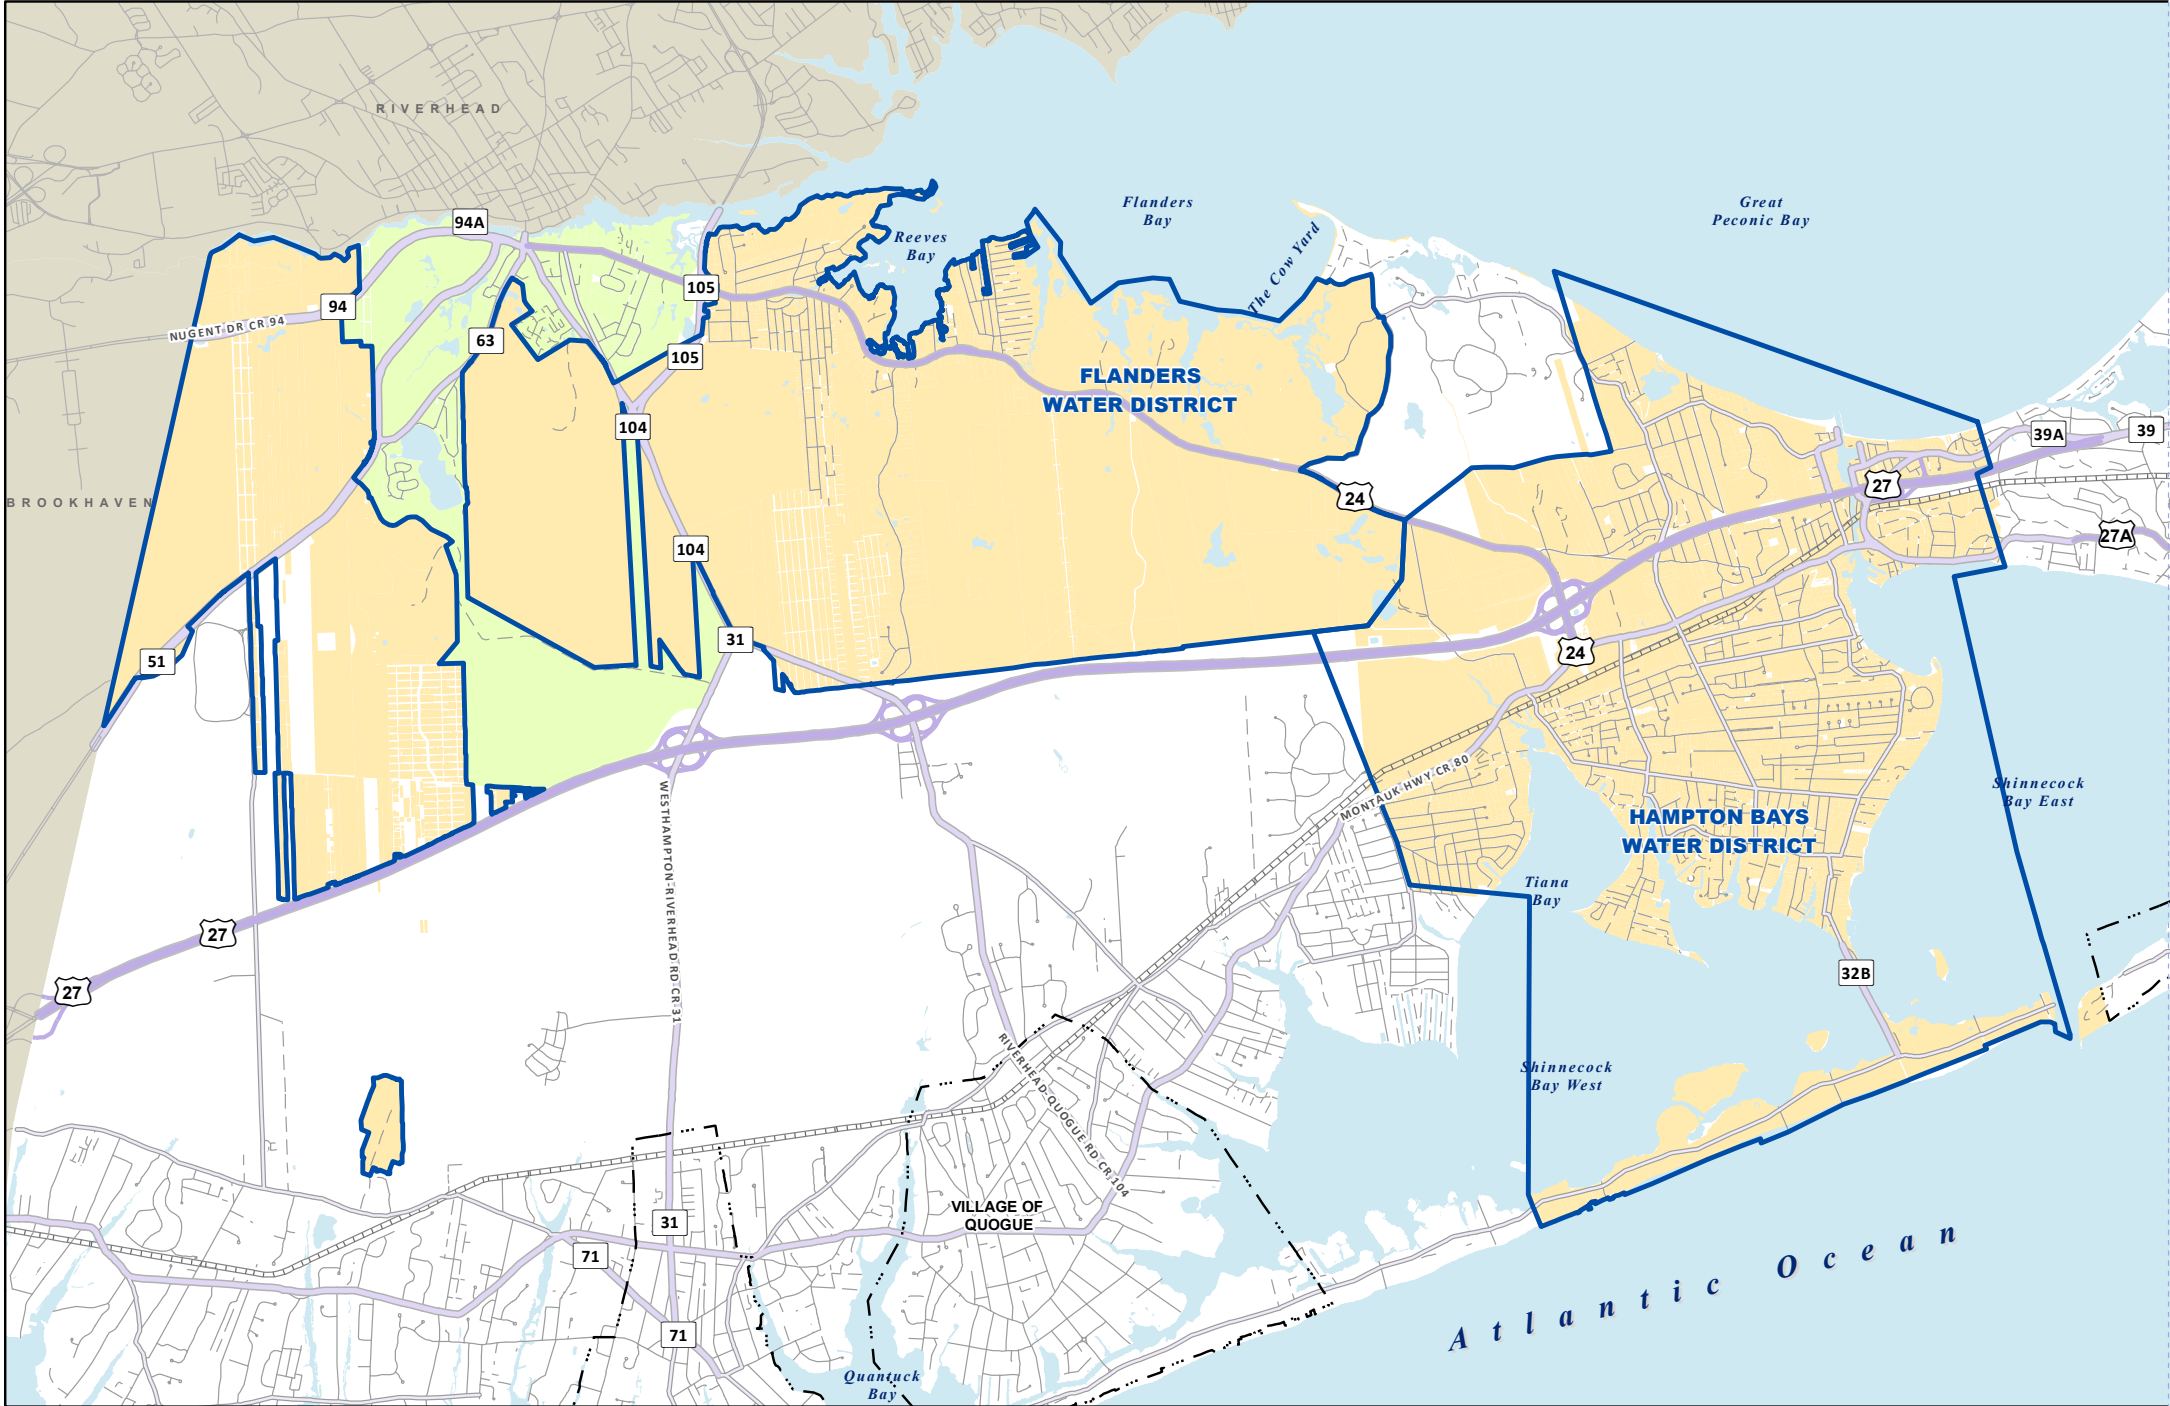 RIVERHEAD
94A
Flanders
Bay
Great
Peconic Bay
Reeves
Bay
The Cow Yard
105
94
NUGENT DR CR 94
63
105
FLANDERS
WATER DISTRICT
104
39A
39
27
24
BROOKHAVEN
27A
104
31
24
51
WESTHAMPTON-RIVERHEAD RD CR 31
MONTAUK HWY CR 80
Shinnecock
Bay East
HAMPTON BAYS
WATER DISTRICT
Tiana
Bay
27
27
32B
RIVERHEAD-QUOGUE RD CR 104
Shinnecock
Bay West
VILLAGE OF
QUOGUE
31
71
Atlantic Ocean
71
Quantuck
Bay